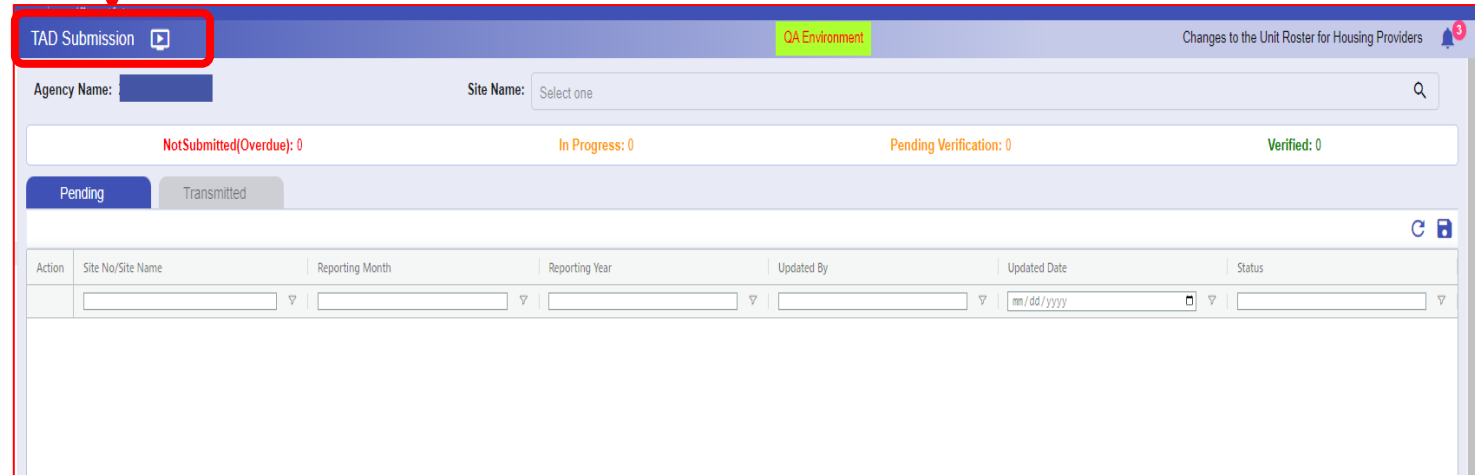 TAD Submission
QA Environment
Changes to the Unit Roster for Housing Providers
3
Agency Name:
Site Name:
Select one
NotSubmitted(Overdue): 0
In Progress: 0
Pending Verification: 0
Verified: 0
Pending
Transmitted
Action
Site No/Site Name
Reporting Month
Reporting Year
Updated By
Updated Date
Status
mm/dd/yyyy